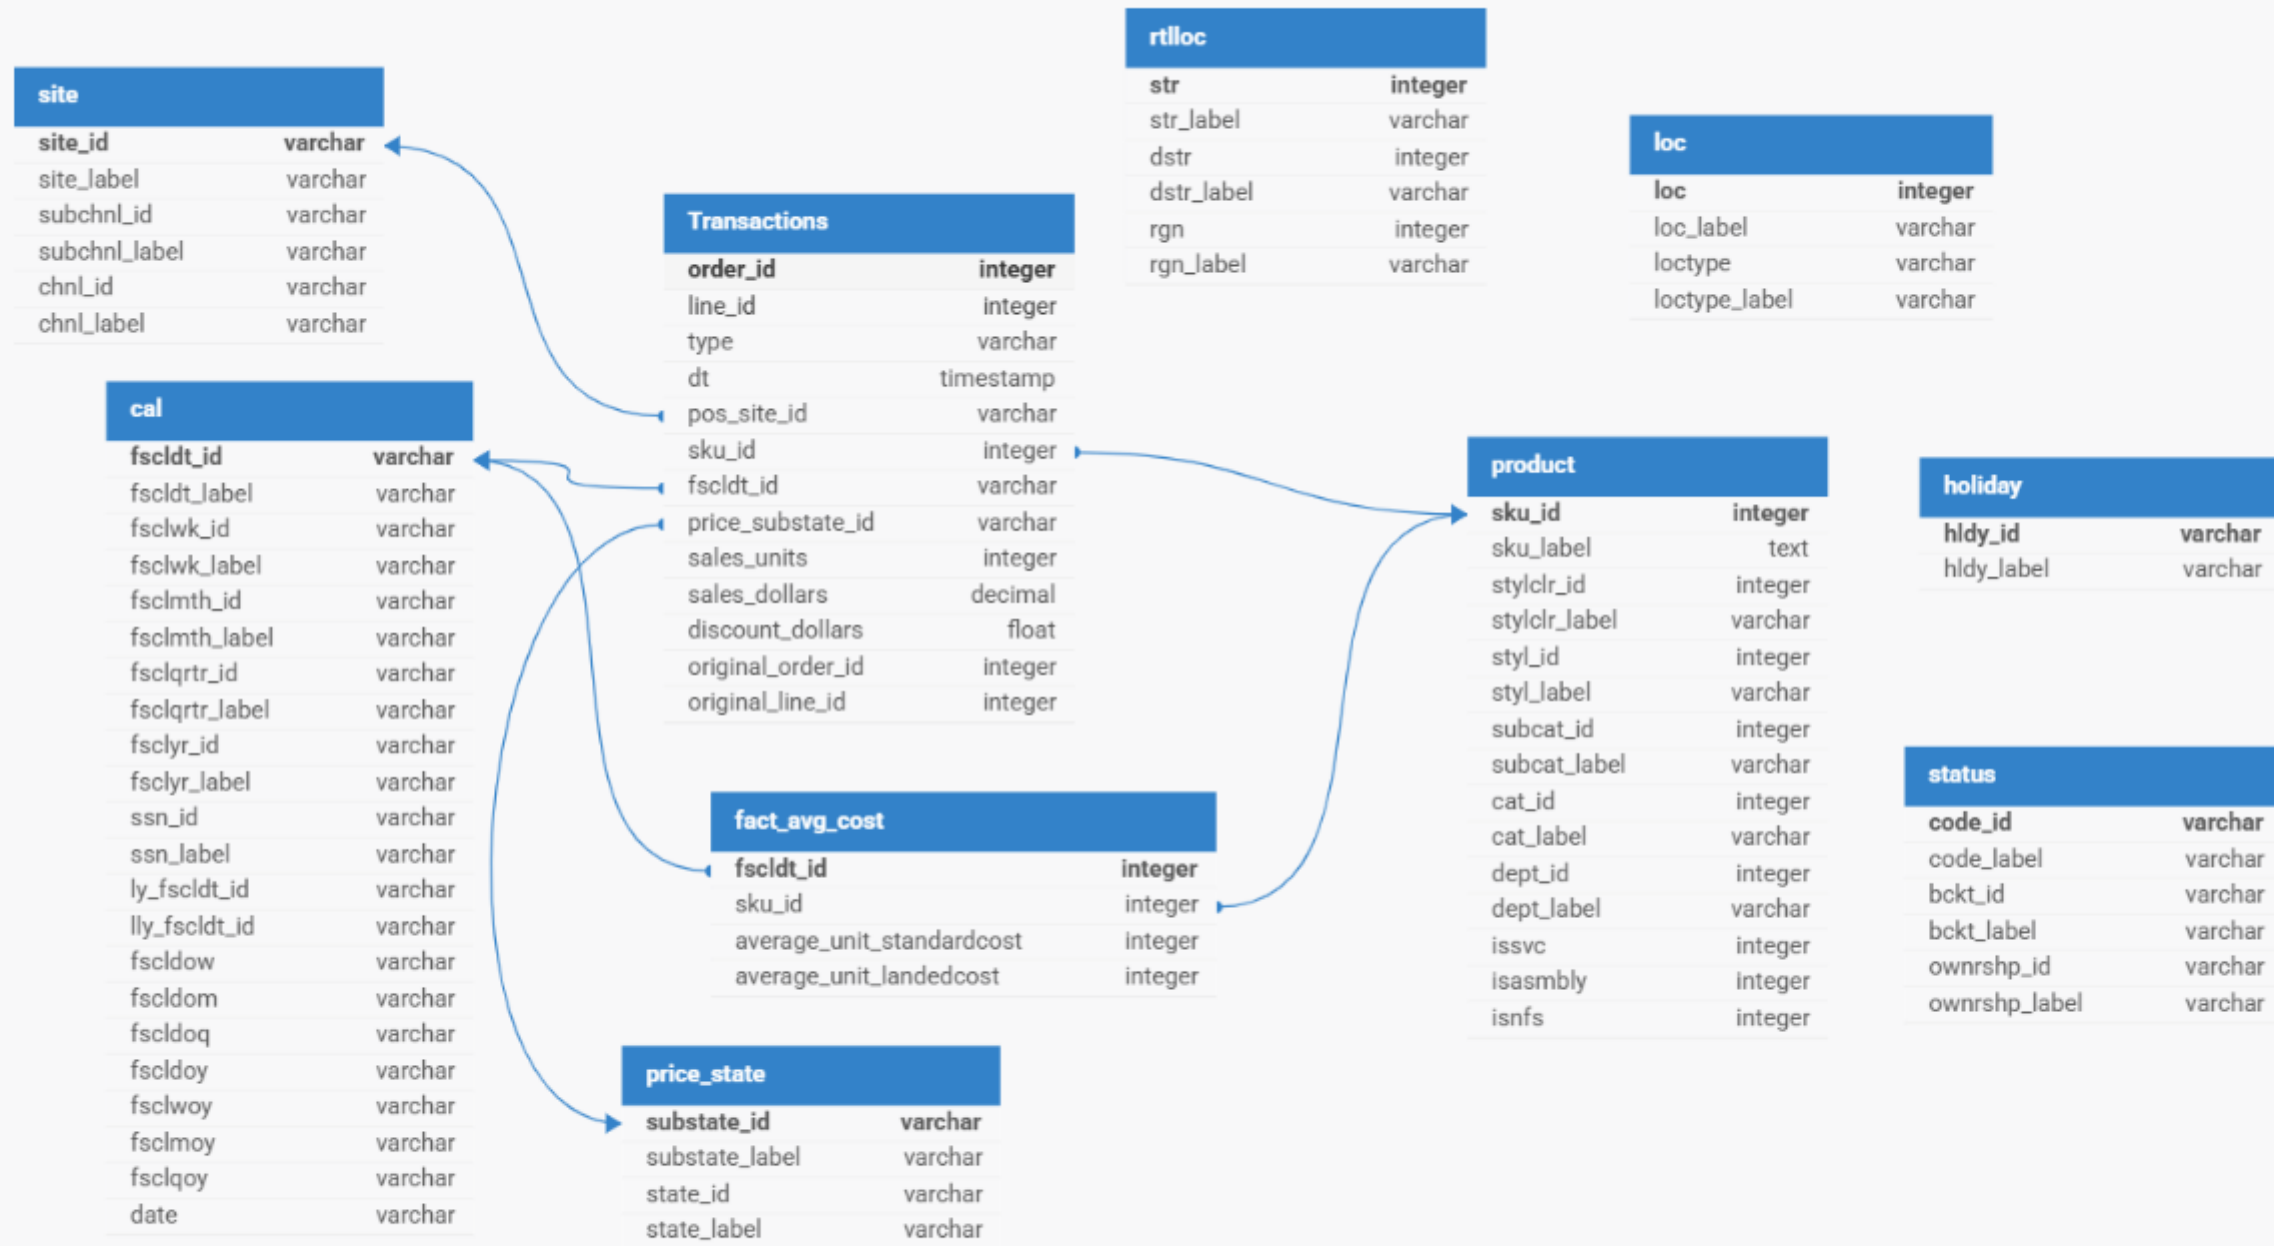 rtlloc
str integer
str_label varchar
dstr integer
dstr_label varchar
rgn integer
rgn_label varchar
site
site_id varchar
site_label varchar
subchnl_id varchar
subchnl_label varchar
chnl_id varchar
chnl_label varchar
loc
loc integer
loc_label varchar
loctype varchar
loctype_label varchar
Transactions
order_id integer
line_id integer
type varchar
dt timestamp
pos_site_id varchar
sku_id integer
fscldt_id varchar
price_substate_id varchar
sales_units integer
sales_dollars decimal
discount_dollars float
original_order_id integer
original_line_id integer
cal
fscldt_id varchar
fscldt_label varchar
fsclwk_id varchar
fsclwk_label varchar
fsclmth_id varchar
fsclmth_label varchar
fsclqrtr_id varchar
fsclqrtr_label varchar
fsclyr_id varchar
fsclyr_label varchar
ssn_id varchar
ssn_label varchar
ly_fscldt_id varchar
lly_fscldt_id varchar
fscldow varchar
fscldom varchar
fscldoq varchar
fscldoy varchar
fsclwoy varchar
fsclmoy varchar
fsclqoy varchar
date varchar
product
sku_id integer
sku_label text
stylclr_id integer
stylclr_label varchar
styl_id integer
styl_label varchar
subcat_id integer
subcat_label varchar
cat_id integer
cat_label varchar
dept_id integer
dept_label varchar
issvc integer
isasmbly integer
isnfs integer
holiday
hldy_id varchar
hldy_label varchar
status
code_id varchar
code_label varchar
bckt_id varchar
bckt_label varchar
ownrshp_id varchar
ownrshp_label varchar
fact_avg_cost
fscldt_id integer
sku_id integer
average_unit_standardcost integer
average_unit_landedcost integer
price_state
substate_id varchar
substate_label varchar
state_id varchar
state_label varchar